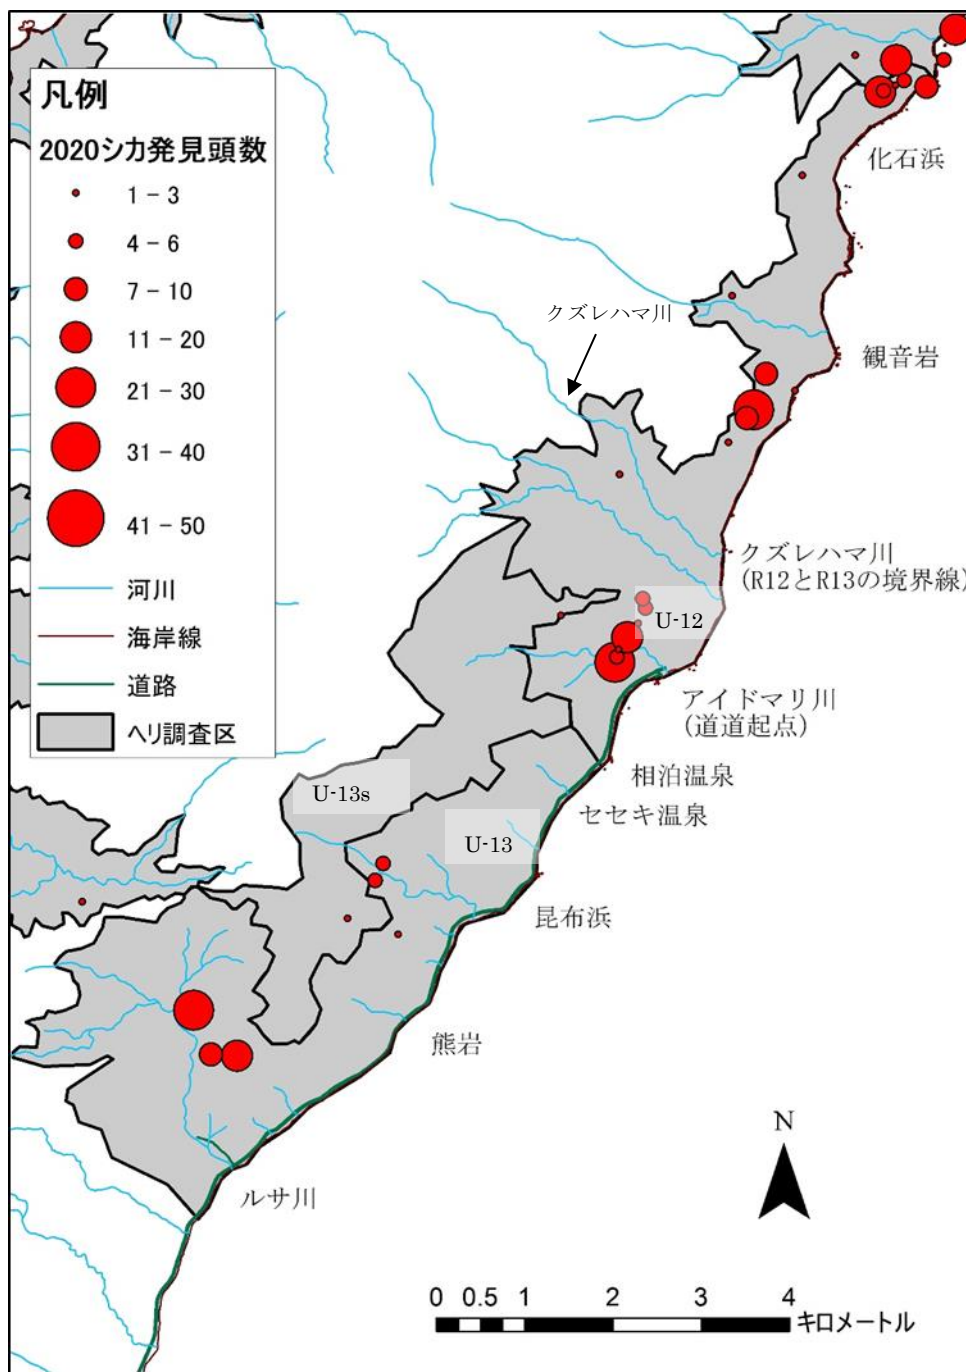 凡例
2020シカ発見頭数
1 - 3
4 - 6
7 - 10
11 - 20
21 - 30
31 - 40
41 - 50
河川
海岸線
道路
ヘリ調査区
化石浜
クズレハマ川
観音岩
クズレハマ川
(R12とR13の境界線)
U-12
アイドマリ川
(道道起点)
相泊温泉
U-13s
セセキ温泉
U-13
昆布浜
熊岩
ルサ川
N
0 0.5 1 2 3 4
キロメートル